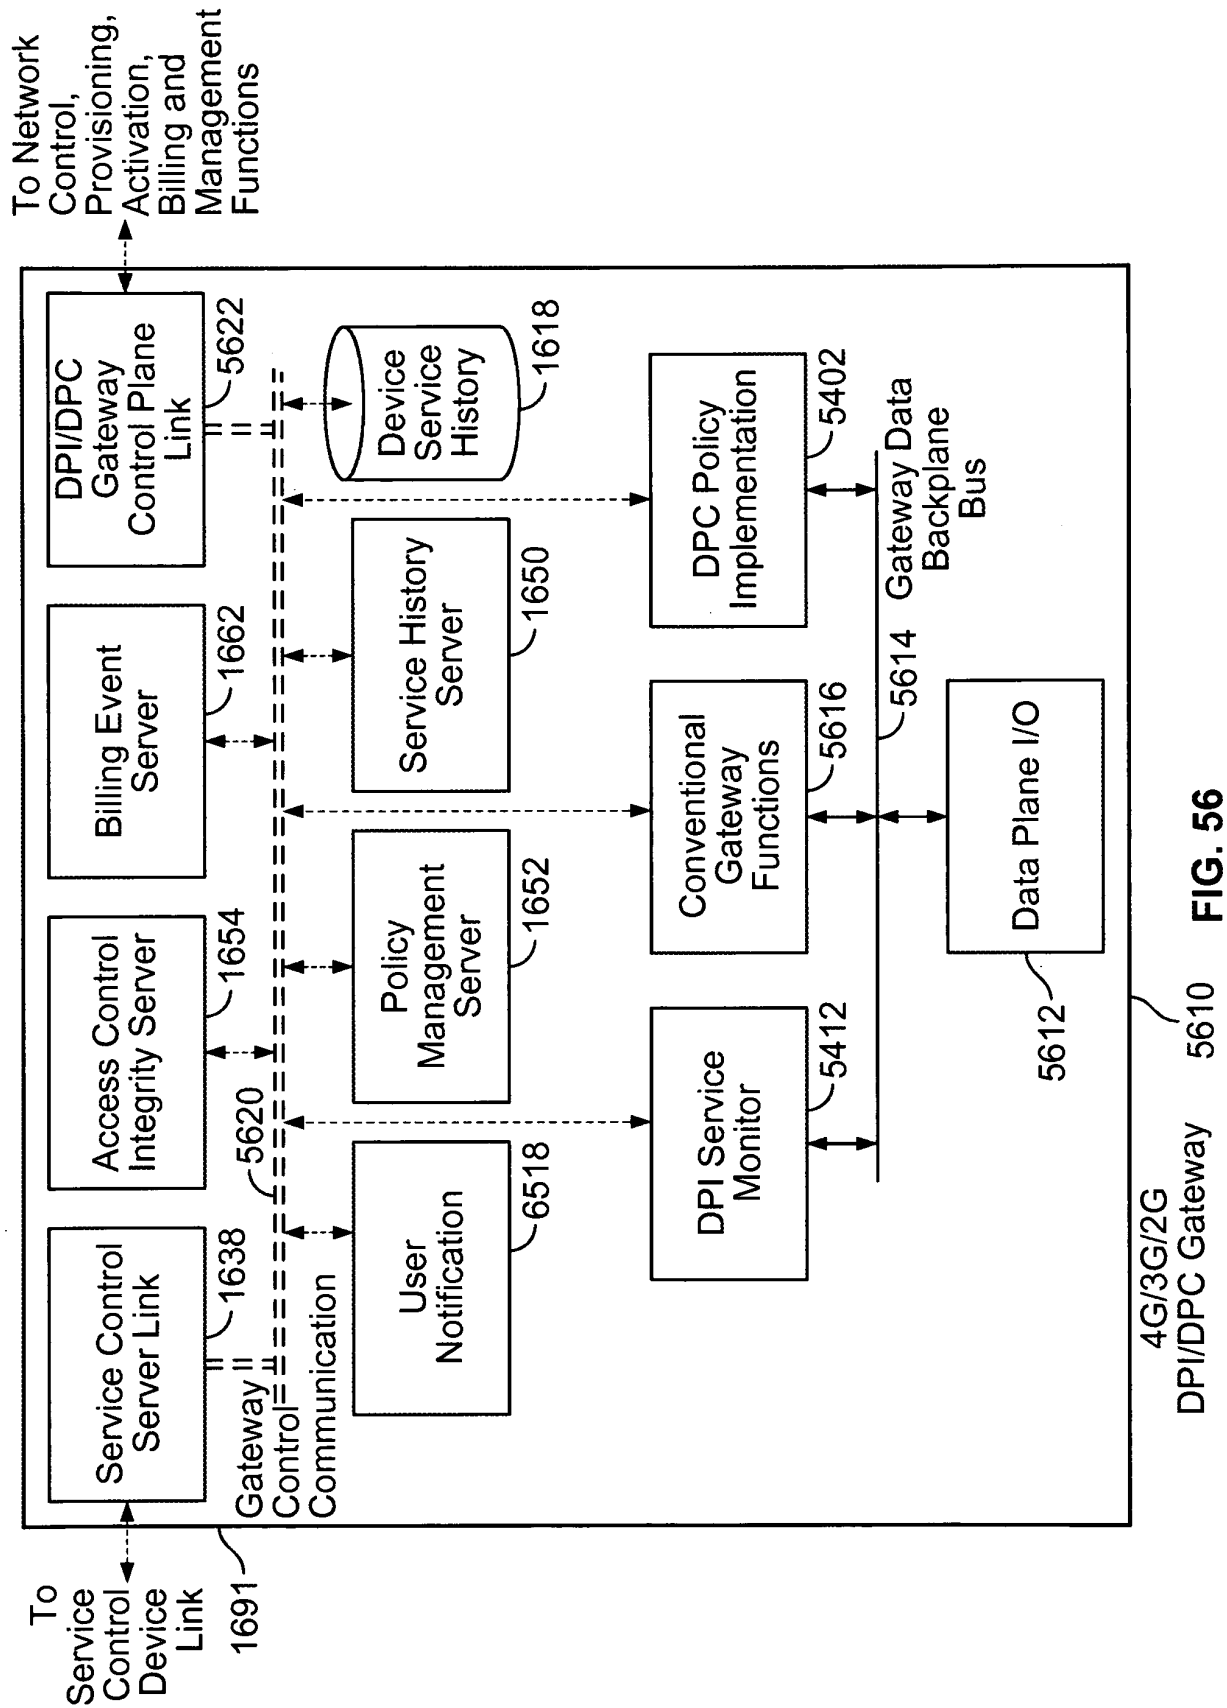 To
Service
Control
Device
Link
1691
Service Control
Server Link
1638
Access Control
Integrity Server
1654
Billing Event
Server
1662
DPI/DPC
Gateway
Control Plane
Link
5622
To Network
Control,
Provisioning,
Activation,
Billing and
Management
Functions
Gateway
Control
Communication
5620
User
Notification
6518
Policy
Management
Server
1652
Service History
Server
1650
Device
Service
History
1618
DPI Service
Monitor
5412
Conventional
Gateway
Functions
5616
DPC Policy
Implementation
5402
5614
Gateway Data
Backplane
Bus
Data Plane I/O
5612
4G/3G/2G
DPI/DPC Gateway
5610
FIG. 56